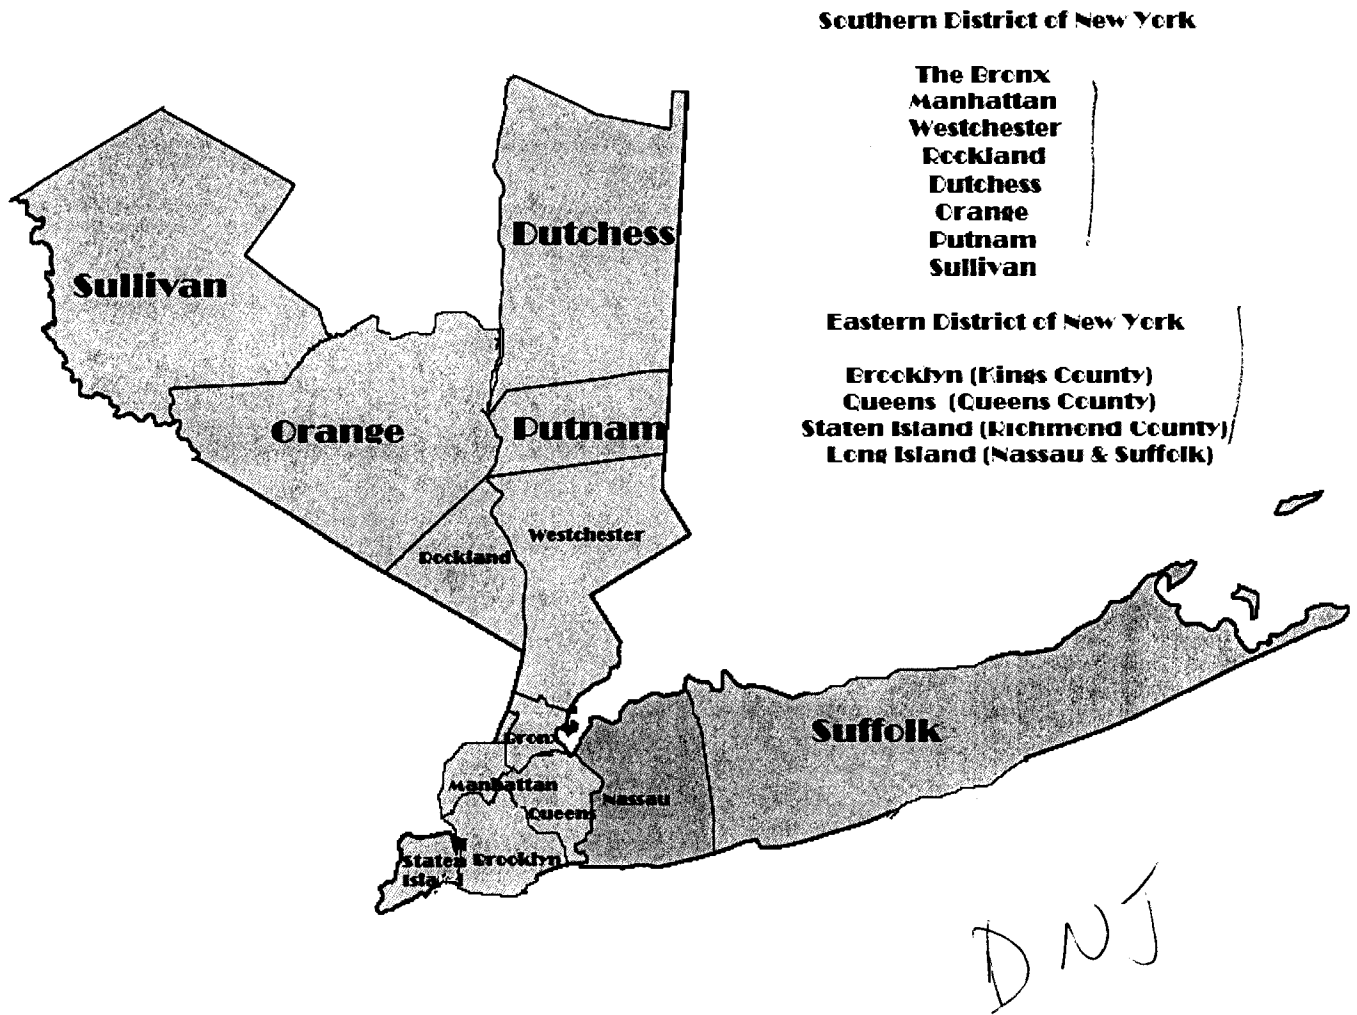 Southern District of New York
The Bronx
Manhattan
Westchester
Rockland
Dutchess
Orange
Putnam
Sullivan
Eastern District of New York
Brooklyn (Kings County)
Queens (Queens County)
Staten Island (Richmond County)
Long Island (Nassau & Suffolk)
Dutchess
Sullivan
Orange
Putnam
Westchester
Rockland
Suffolk
Bronx
Manhattan
Nassau
Queens
Staten
Island
Brooklyn
DNJ